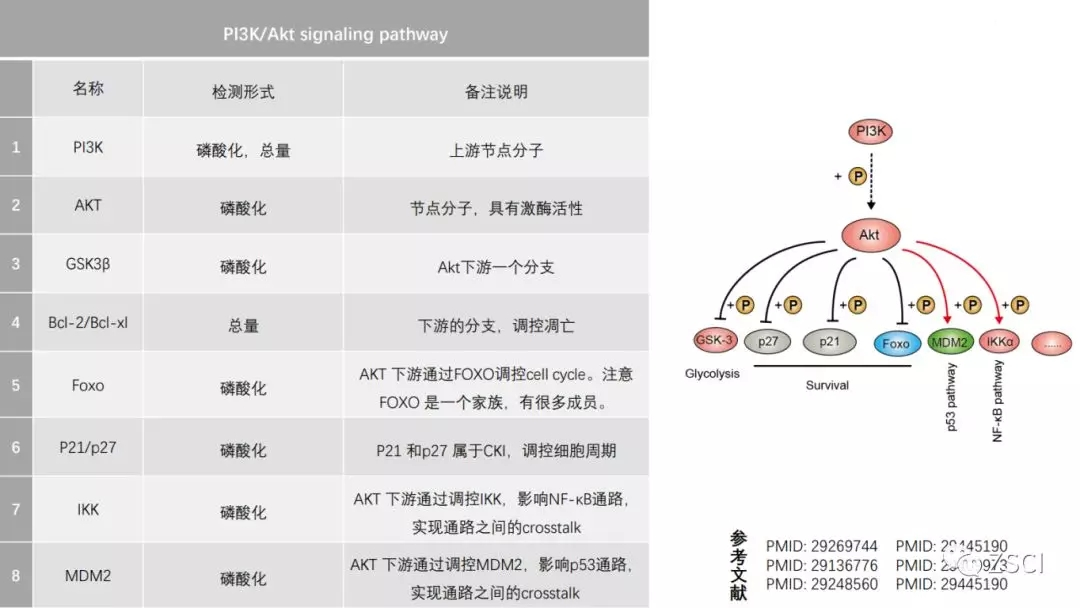 PI3K/Akt signaling pathway
名称 检测形式 备注说明
1 PI3K 磷酸化，总量 上游节点分子
2 AKT 磷酸化 节点分子，具有激酶活性
3 GSK3β 磷酸化 Akt下游一个分支
4 Bcl-2/Bcl-xl 总量 下游的分支，调控凋亡
5 Foxo 磷酸化 AKT 下游通过FOXO调控cell cycle。注意
FOXO 是一个家族，有很多成员。
6 P21/p27 磷酸化 P21 和p27 属于CKI，调控细胞周期
7 IKK 磷酸化 AKT 下游通过调控IKK，影响NF-κB通路，
实现通路之间的crosstalk
8 MDM2 磷酸化 AKT 下游通过调控MDM2，影响p53通路，
实现通路之间的crosstalk
PI3K
+ P
Akt
+ P + P + P + P + P + P
GSK-3 p27 p21 Foxo MDM2 IKKα ......
Glycolysis
Survival
p53 pathway
NF-κB pathway
参考文献
PMID: 29269744 PMID: 29445190
PMID: 29136776 PMID:
PMID: 29248560 PMID: 29445190
zsci